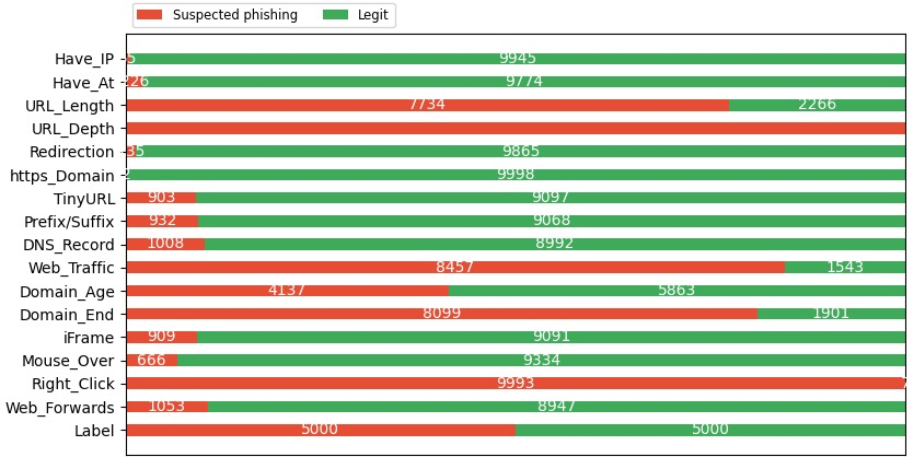 Suspected phishing Legit
Have_IP 9945
Have_At 226 9774
URL_Length 7734 2266
URL_Depth
Redirection 9865
https_Domain 9998
TinyURL 903 9097
Prefix/Suffix 932 9068
DNS_Record 1008 8992
Web_Traffic 8457 1543
Domain_Age 4137 5863
Domain_End 8099 1901
iFrame 909 9091
Mouse_Over 666 9334
Right_Click 9993
Web_Forwards 1053 8947
Label 5000 5000